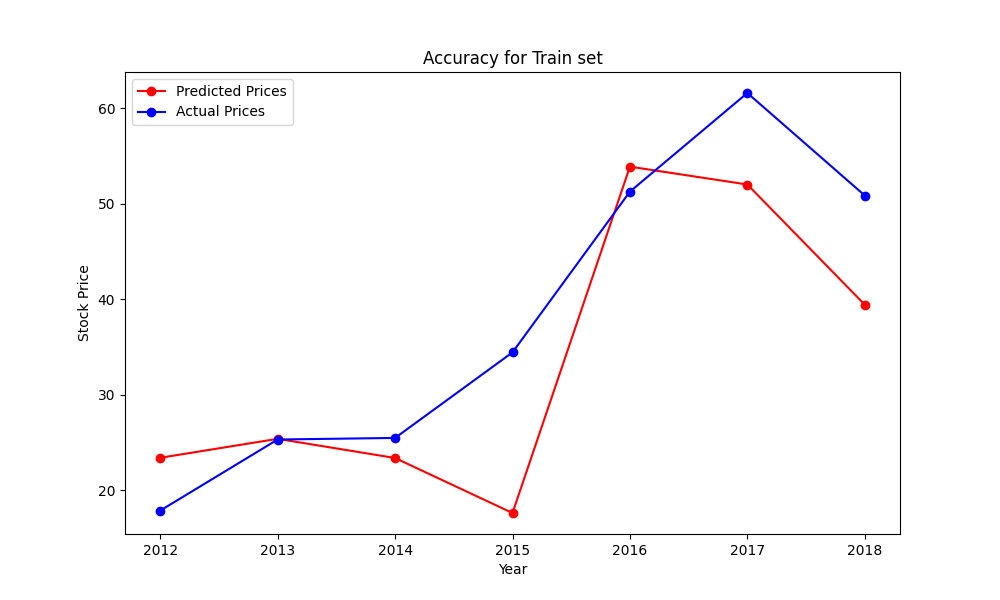 Accuracy for Train set
Predicted Prices
Actual Prices
60
50
40
30
20
Stock Price
2012 2013 2014 2015 2016 2017 2018
Year